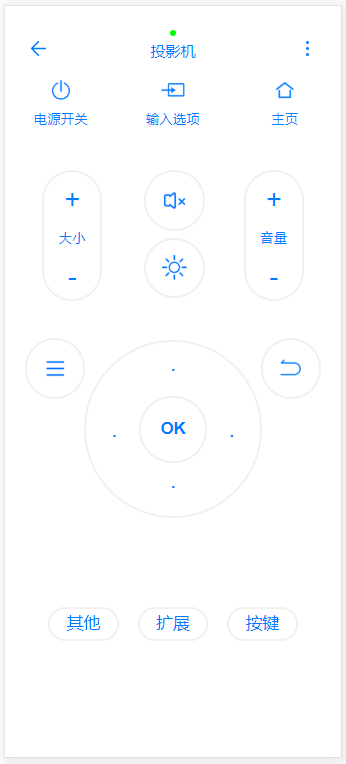 投影机
电源开关 输入选项 主页
+ +
大小 音量
- -
OK
其他 扩展 按键